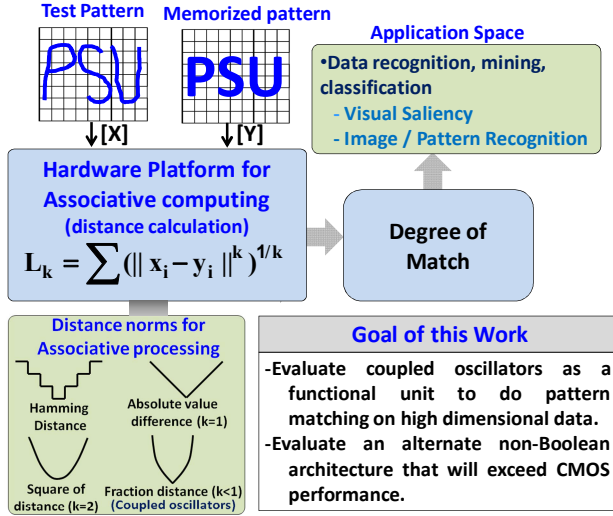 Test Pattern
PSU
[X]
Memorized pattern
PSU
[Y]
Application Space
•Data recognition, mining,
classification
- Visual Saliency
- Image / Pattern Recognition
Hardware Platform for
Associative computing
(distance calculation)
L_k = ∑(|| x_i – y_i ||^k )^1/k
Degree of
Match
Distance norms for
Associative processing
Hamming
Distance
Absolute value
difference (k=1)
Square of
distance (k=2)
Fraction distance (k<1)
(Coupled oscillators)
Goal of this Work
-Evaluate coupled oscillators as a
functional unit to do pattern
matching on high dimensional data.
-Evaluate an alternate non-Boolean
architecture that will exceed CMOS
performance.